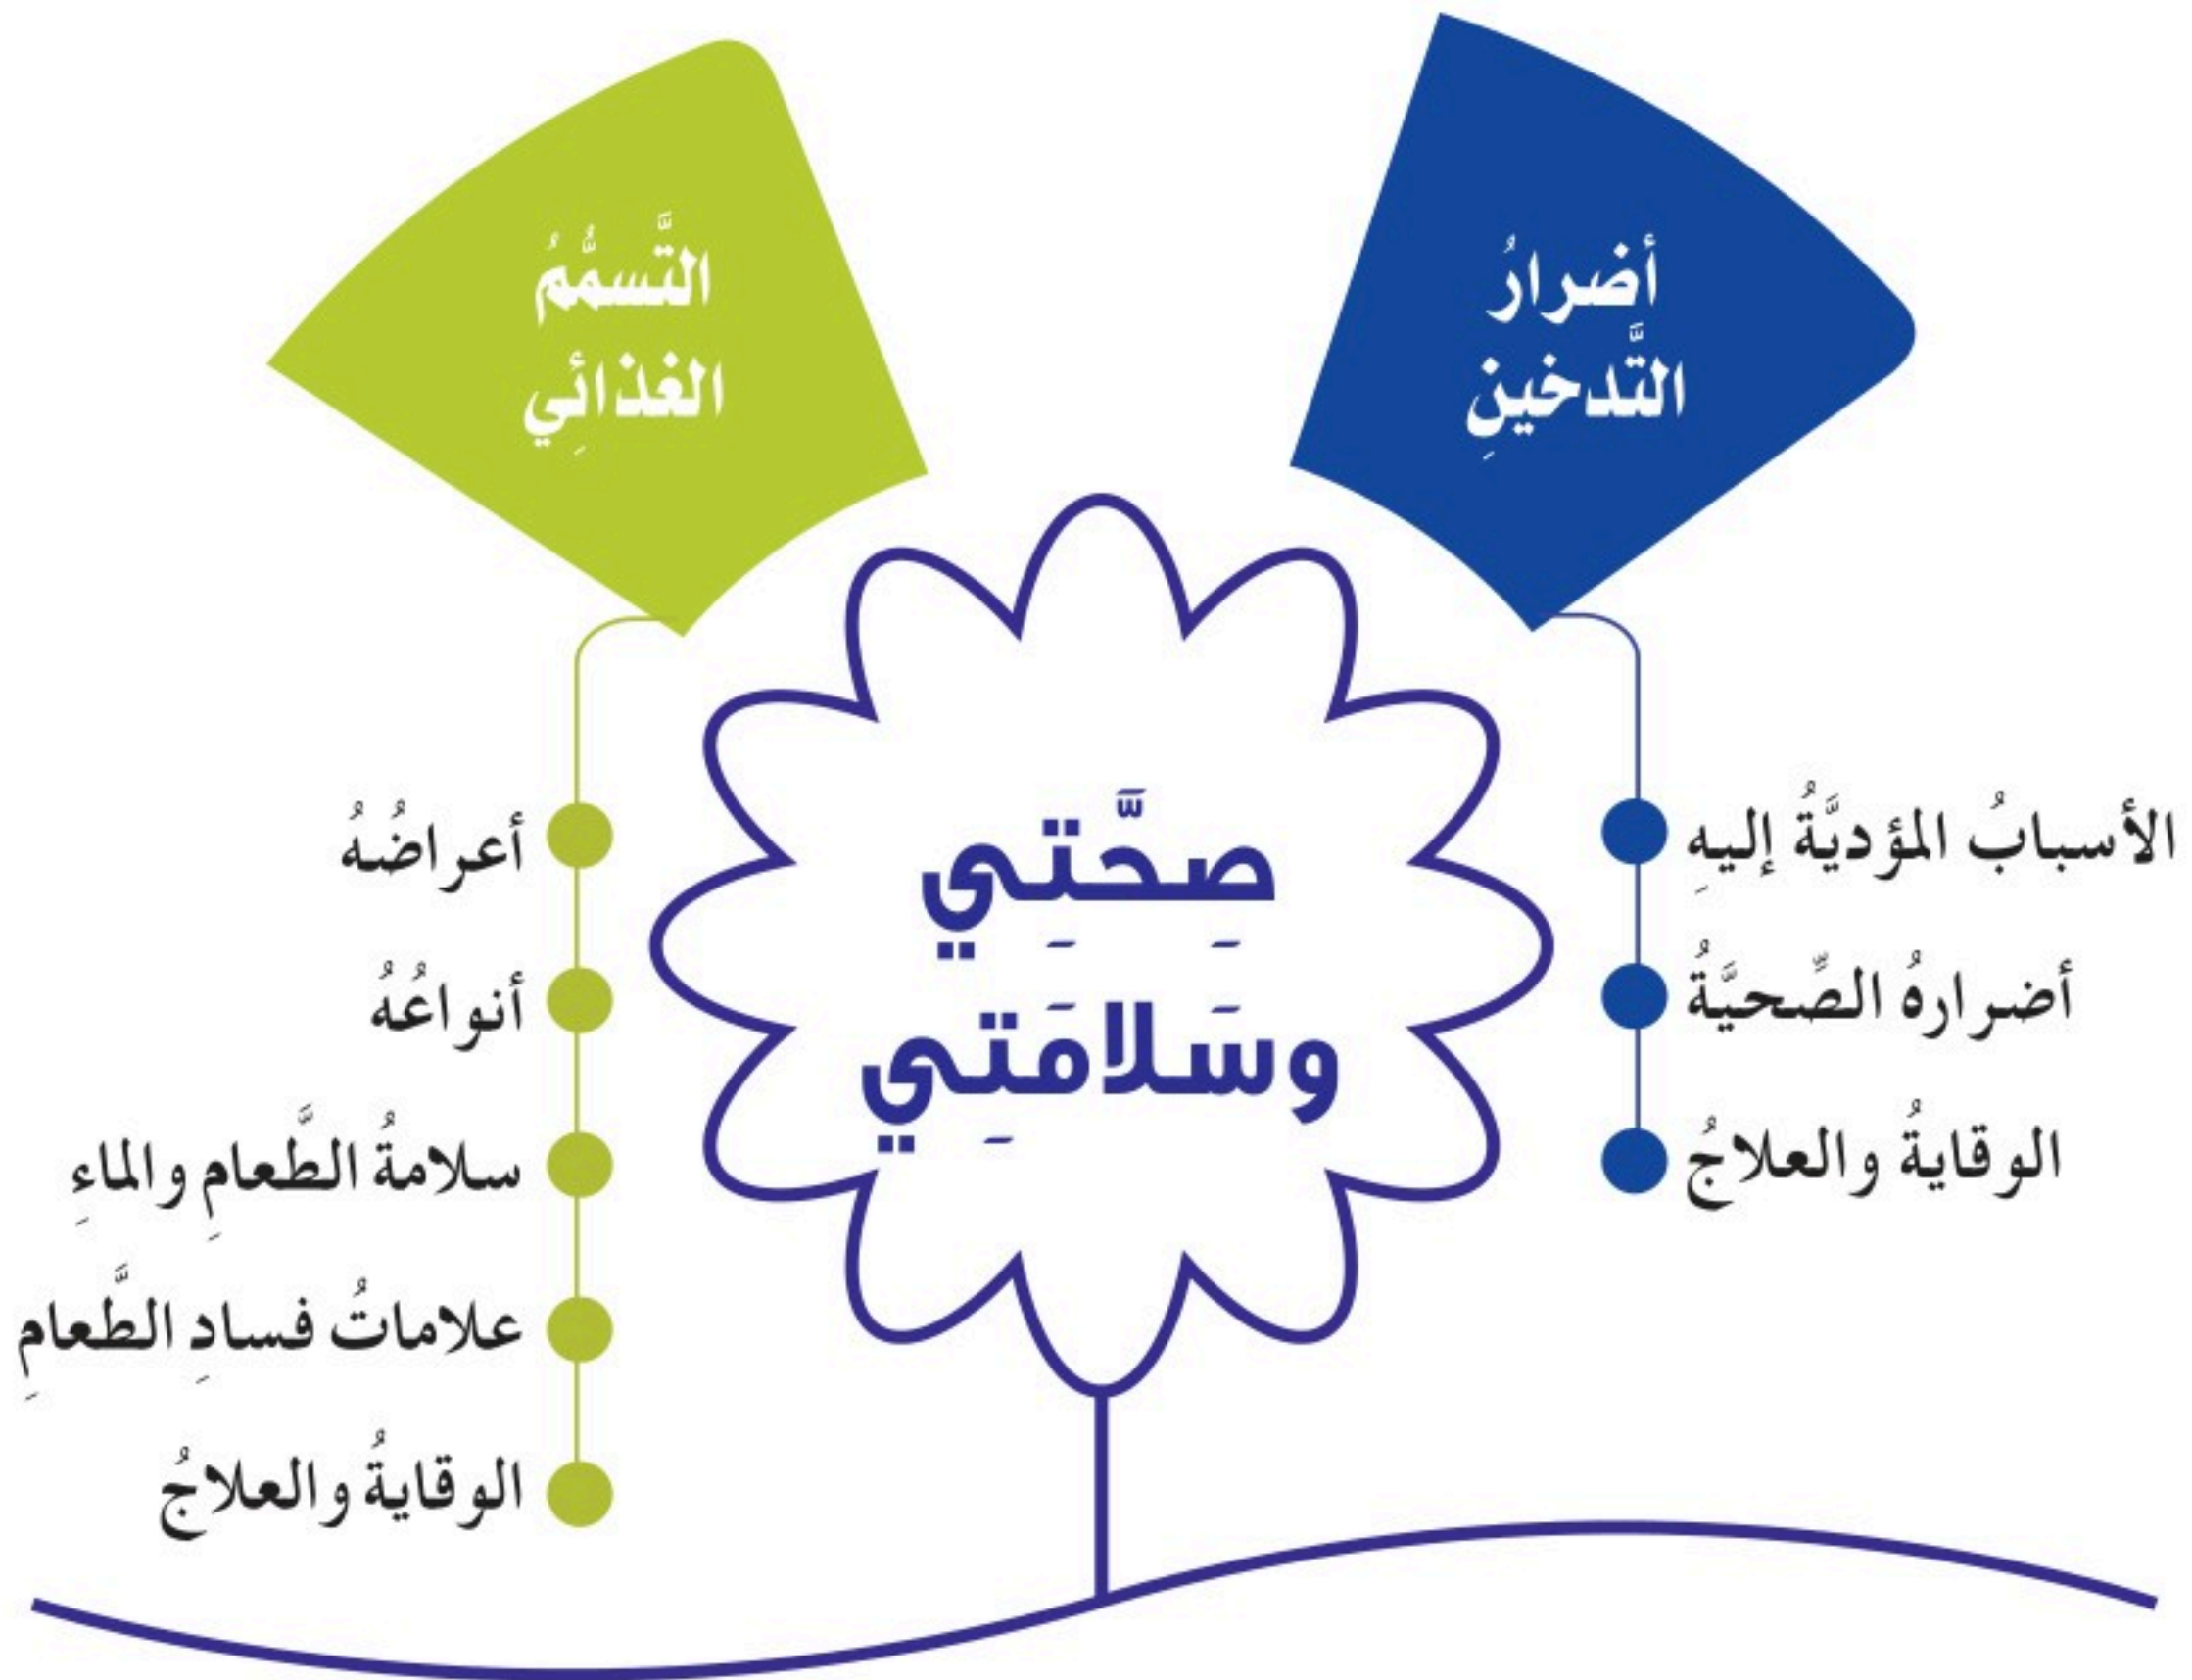 أضرارُ
التَّدخينِ
التَّسمُّمُ
الغذائِي
صِحَّتِي
وسَلامَتِي
الأسبابُ المؤديَّةُ إليهِ
أضرارهُ الصِّحيَّةُ
الوقايةُ والعلاجُ
أعراضُهُ
أنواعُهُ
سلامةُ الطَّعامِ والماءِ
علاماتُ فسادِ الطَّعامِ
الوقايةُ والعلاجُ